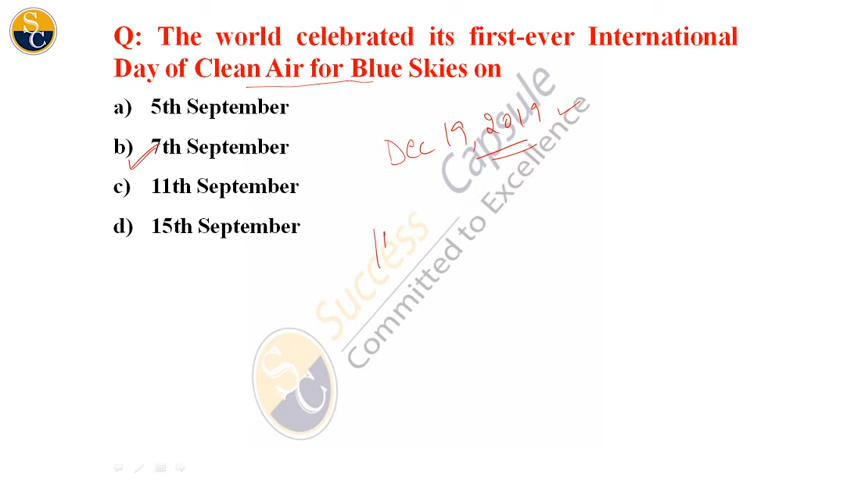 SC
Q: The world celebrated its first-ever International
Day of Clean Air for Blue Skies on
a) 5th September
b) 7th September
c) 11th September
d) 15th September
Dec 19, 2019
Success Capsule
Committed to Excellence
SC